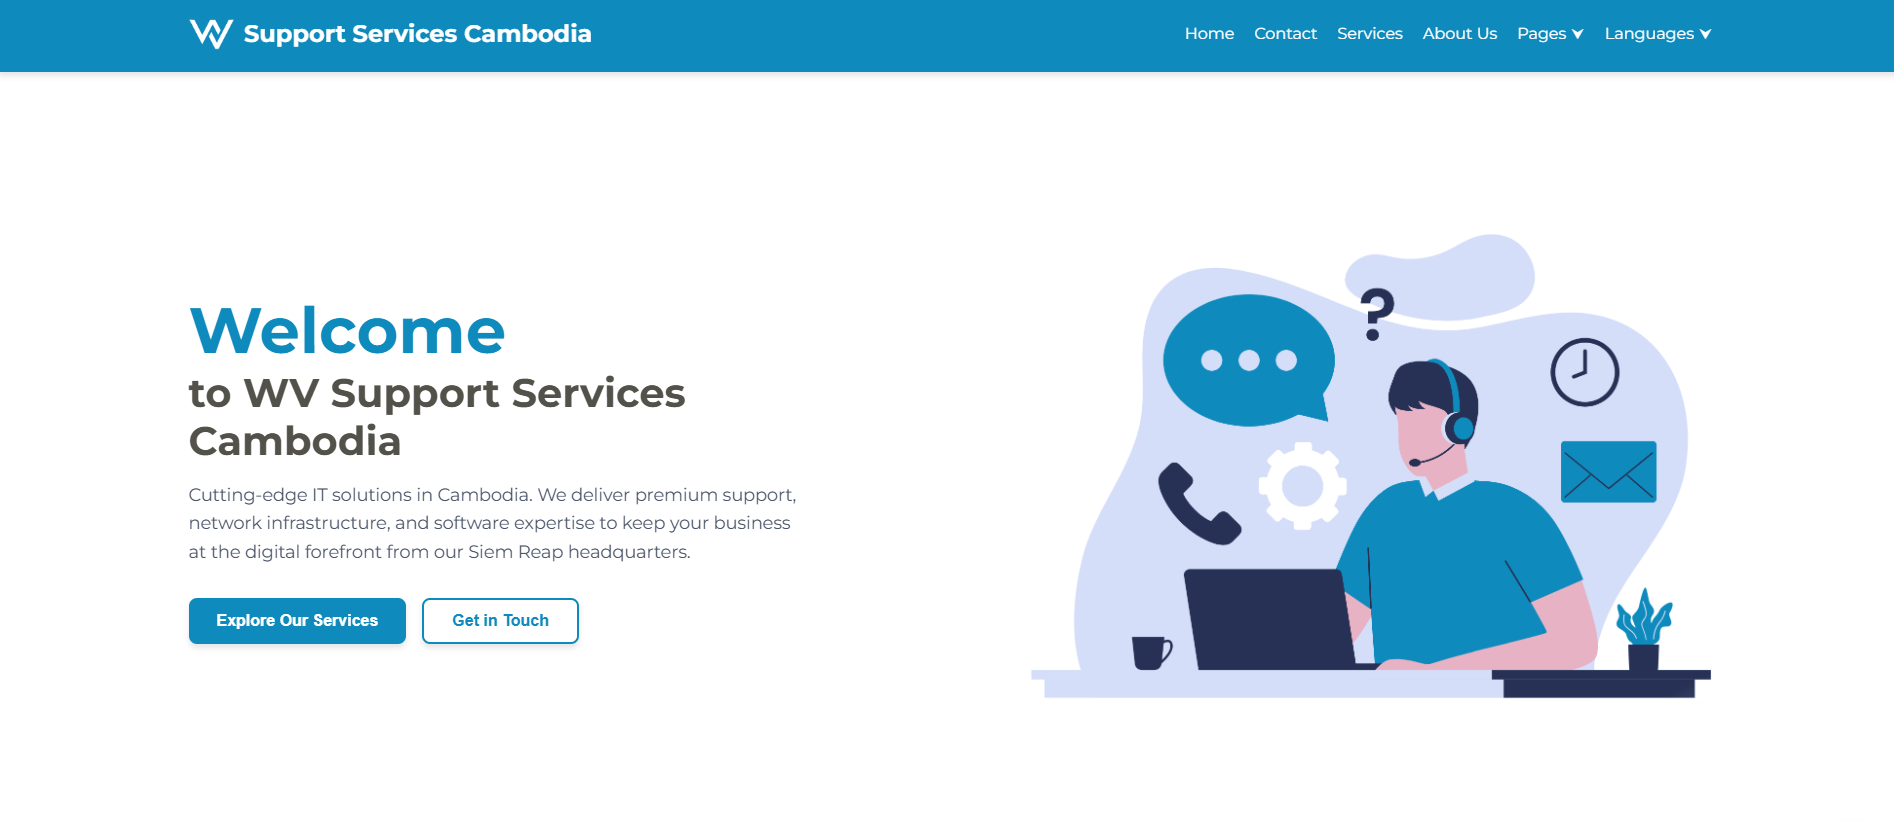 WV Support Services Cambodia
Home Contact Services About Us Pages Languages
Welcome
to WV Support Services
Cambodia
Cutting-edge IT solutions in Cambodia. We deliver premium support,
network infrastructure, and software expertise to keep your business
at the digital forefront from our Siem Reap headquarters.
Explore Our Services Get in Touch
?